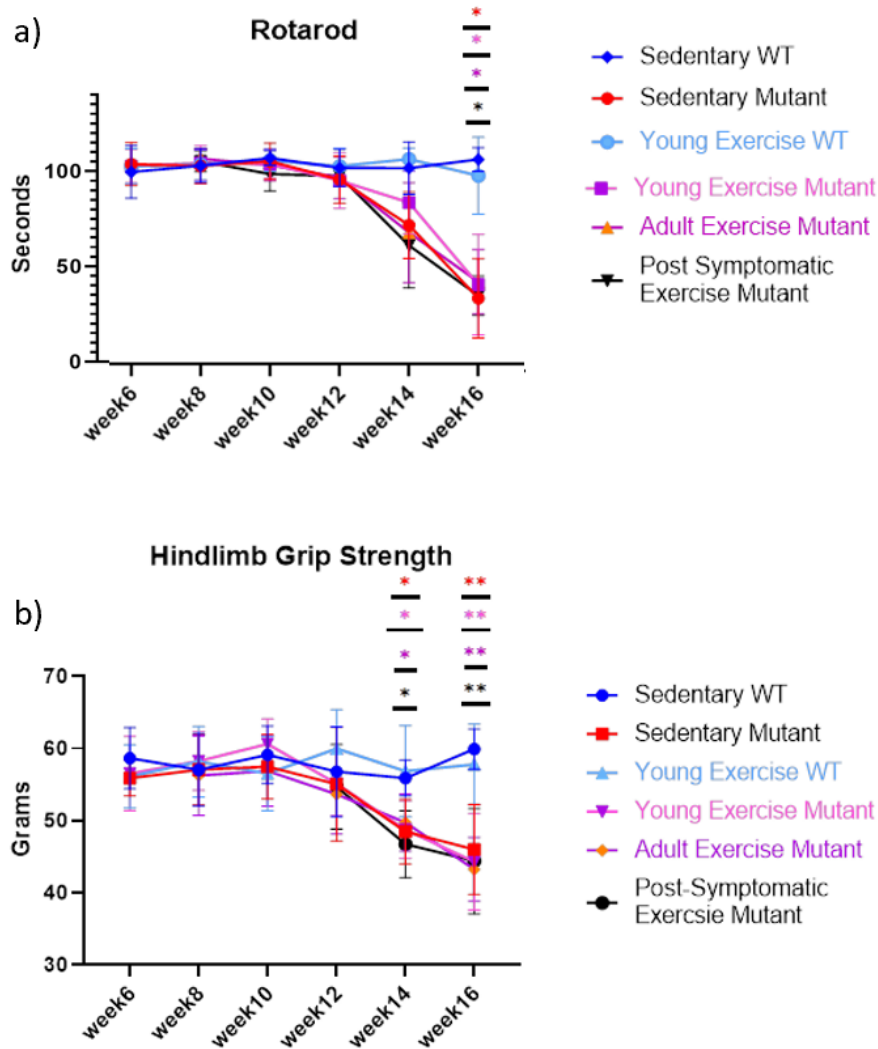 a)
Rotarod
*
*
*
*
Sedentary WT
Sedentary Mutant
Young Exercise WT
Young Exercise Mutant
Adult Exercise Mutant
Post Symptomatic
Exercise Mutant
Seconds
100
50
0
week6
week8
week10
week12
week14
week16
Hindlimb Grip Strength
b)
* **
* **
* **
* **
Sedentary WT
Sedentary Mutant
Young Exercise WT
Young Exercise Mutant
Adult Exercise Mutant
Post-Symptomatic
Exercsie Mutant
Grams
70
60
50
40
30
week6
week8
week10
week12
week14
week16